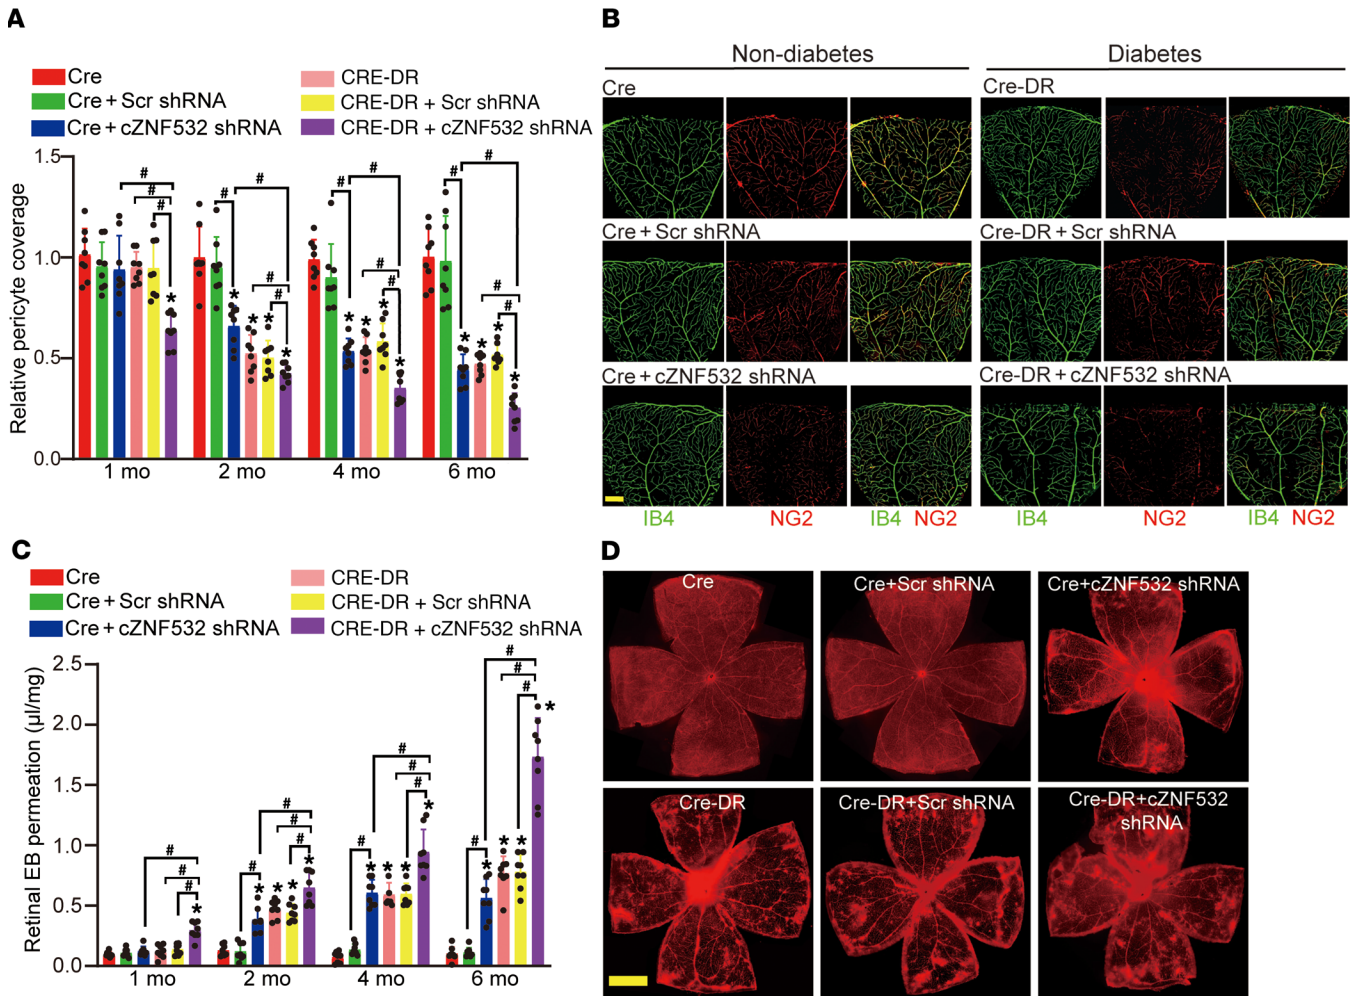 A
Cre
Cre + Scr shRNA
Cre + cZNF532 shRNA
CRE-DR
CRE-DR + Scr shRNA
CRE-DR + cZNF532 shRNA
Relative pericyte coverage
1.5
1.0
0.5
0.0
# # # # # # # # # # # # # #
* * * * * * * * * * * * *
1 mo 2 mo 4 mo 6 mo
B
Non-diabetes Diabetes
Cre Cre-DR
Cre + Scr shRNA Cre-DR + Scr shRNA
Cre + cZNF532 shRNA Cre-DR + cZNF532 shRNA
IB4 NG2 IB4 NG2 IB4 NG2 IB4 NG2
C
Cre
Cre + Scr shRNA
Cre + cZNF532 shRNA
CRE-DR
CRE-DR + Scr shRNA
CRE-DR + cZNF532 shRNA
Retinal EB permeation (µl/mg)
2.5
2.0
1.5
1.0
0.5
0.0
# # # # # # # # # # # # # # #
* * * * * * * * * * * * *
1 mo 2 mo 4 mo 6 mo
D
Cre Cre+Scr shRNA Cre+cZNF532 shRNA
Cre-DR Cre-DR+Scr shRNA Cre-DR+cZNF532
shRNA